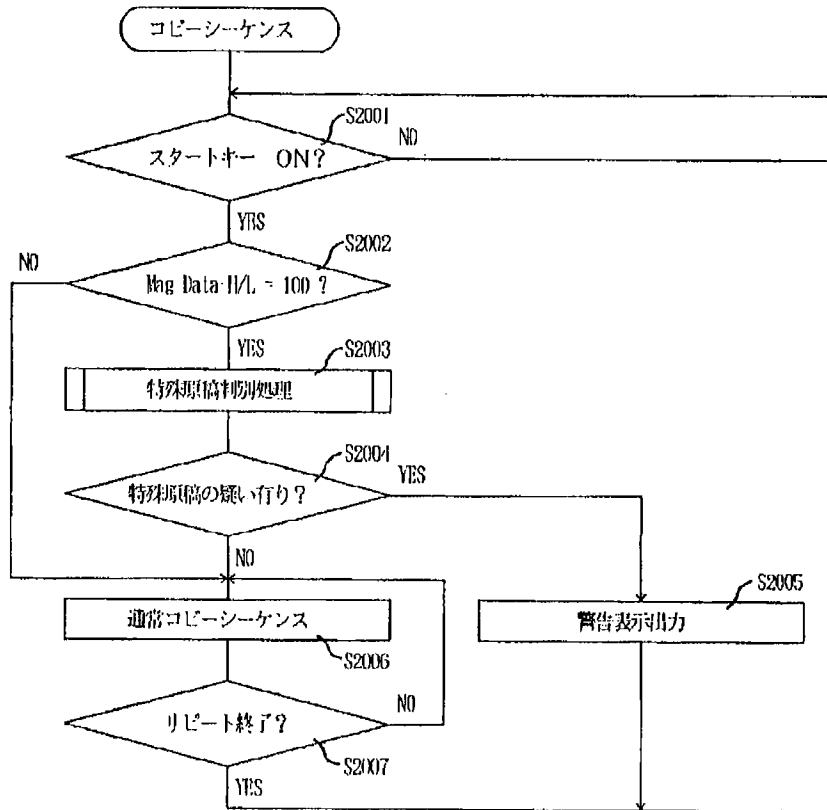 コピーシーケンス
S2001
スタートキー ON?
NO
YES
S2002
NO
Mag Data-H/L = 100 ?
YES
S2003
特殊原稿判別処理
S2004
特殊原稿の疑い有り?
YES
NO
通常コピーシーケンス
S2006
S2005
警告表示出力
リピート終了?
NO
S2007
YES